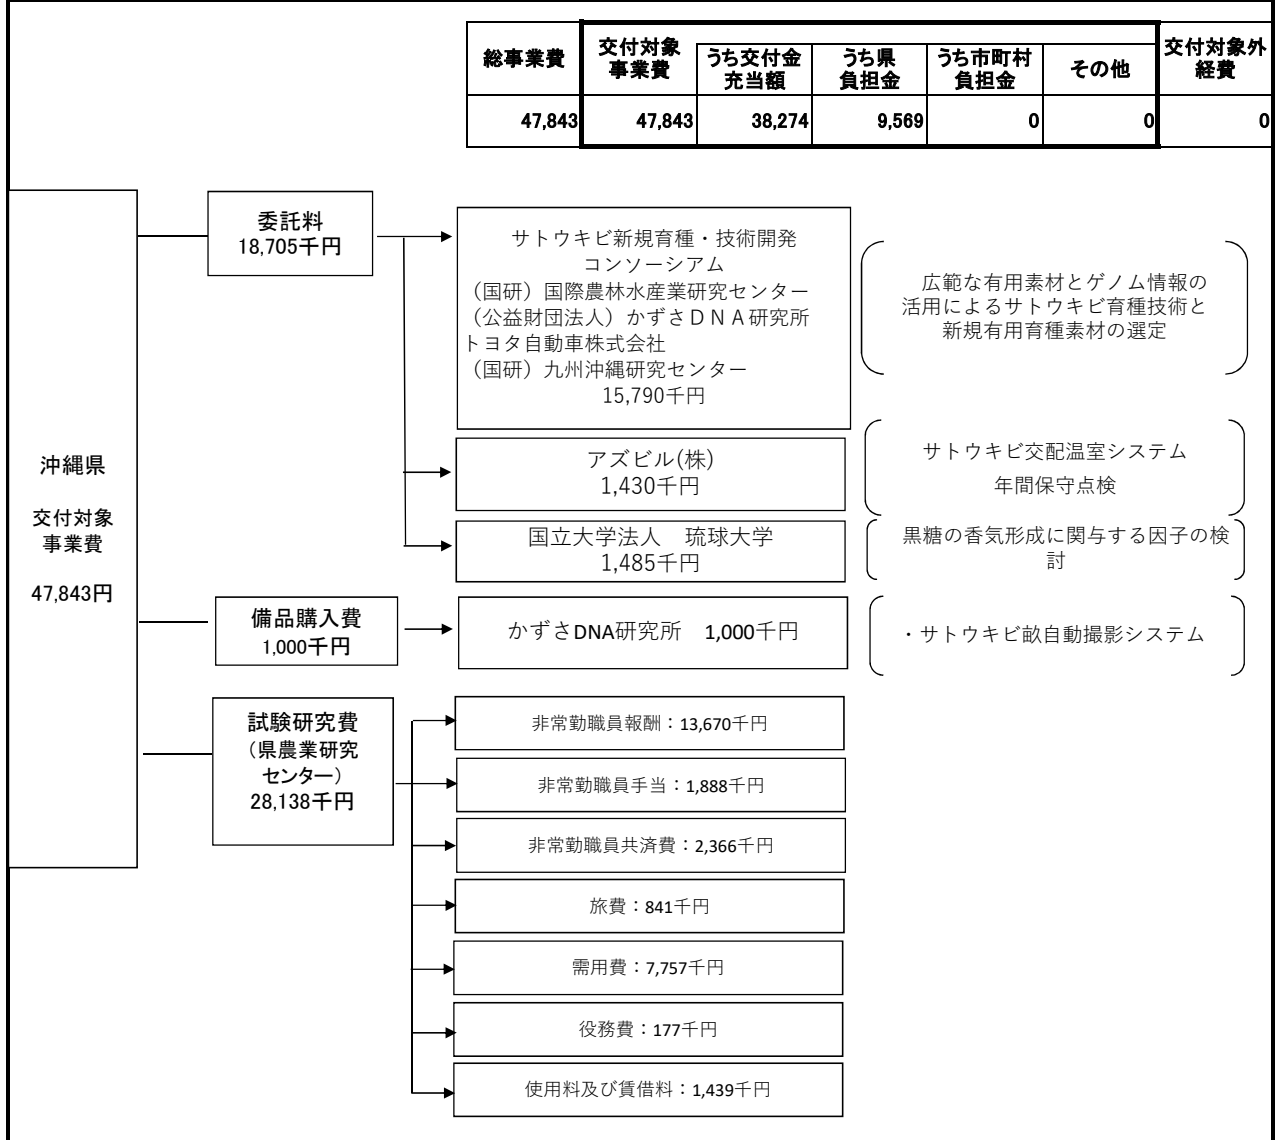 総事業費
交付対象
事業費
うち交付金
充当額
うち県
負担金
うち市町村
負担金
その他
交付対象外
経費
47,843
47,843
38,274
9,569
0
0
0
沖縄県
交付対象
事業費
47,843円
委託料
18,705千円
サトウキビ新規育種・技術開発
コンソーシアム
（国研）国際農林水産業研究センター
（公益財団法人）かずさＤＮＡ研究所
トヨタ自動車株式会社
（国研）九州沖縄研究センター
15,790千円
広範な有用素材とゲノム情報の
活用によるサトウキビ育種技術と
新規有用育種素材の選定
アズビル(株)
1,430千円
サトウキビ交配温室システム
年間保守点検
国立大学法人　琉球大学
1,485千円
黒糖の香気形成に関与する因子の検
討
備品購入費
1,000千円
かずさDNA研究所　1,000千円
・サトウキビ畝自動撮影システム
試験研究費
（県農業研究
センター）
28,138千円
非常勤職員報酬：13,670千円
非常勤職員手当：1,888千円
非常勤職員共済費：2,366千円
旅費：841千円
需用費：7,757千円
役務費：177千円
使用料及び賃借料：1,439千円